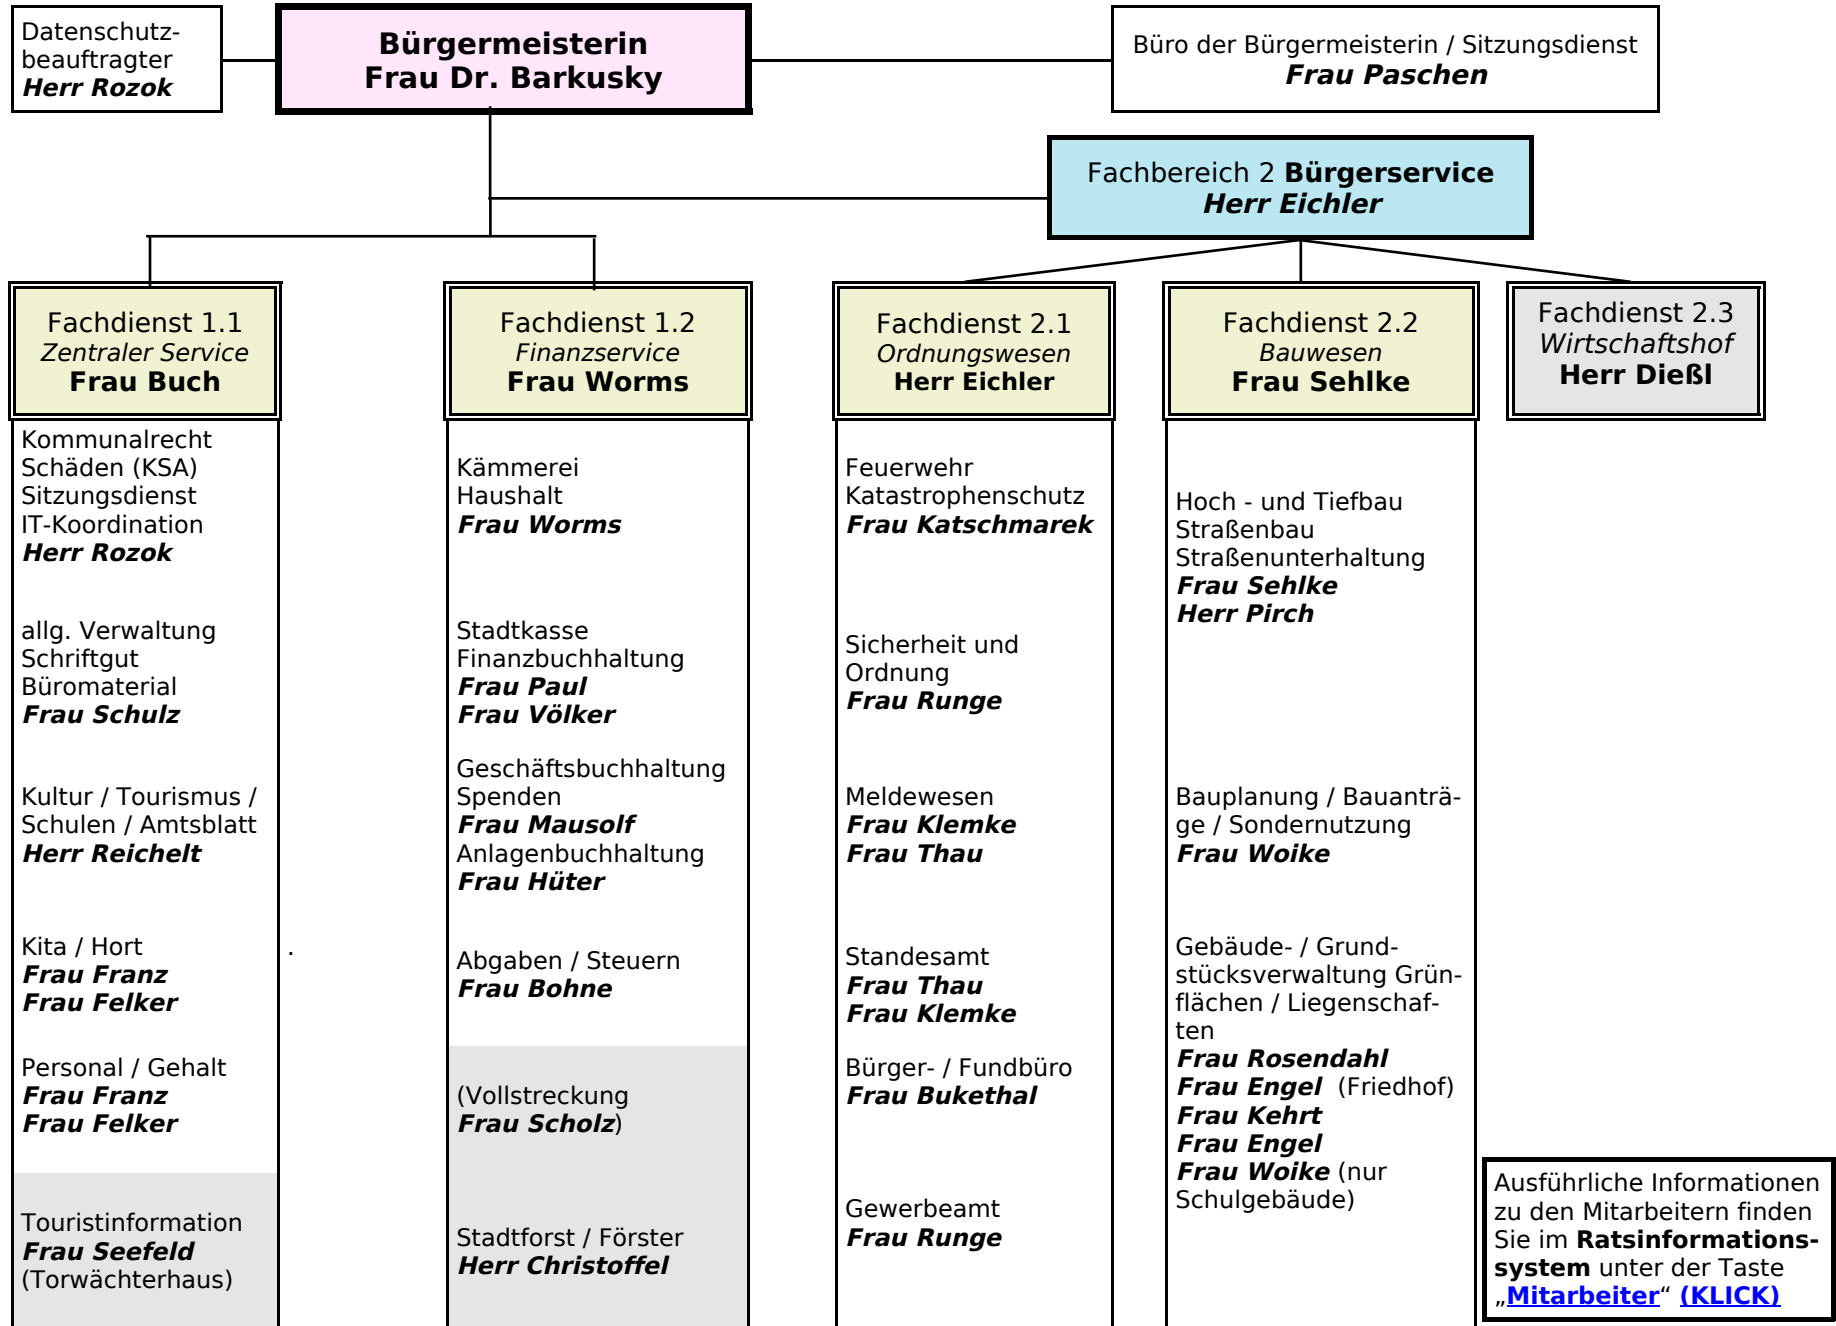 Datenschutz-
beauftragter
Herr Rozok
Bürgermeisterin
Frau Dr. Barkusky
Büro der Bürgermeisterin / Sitzungsdienst
Frau Paschen
Fachbereich 2 Bürgerservice
Herr Eichler
Fachdienst 1.1
Zentraler Service
Frau Buch
Kommunalrecht
Schäden (KSA)
Sitzungsdienst
IT-Koordination
Herr Rozok
allg. Verwaltung
Schriftgut
Büromaterial
Frau Schulz
Kultur / Tourismus /
Schulen / Amtsblatt
Herr Reichelt
Kita / Hort
Frau Franz
Frau Felker
Personal / Gehalt
Frau Franz
Frau Felker
Touristinformation
Frau Seefeld
(Torwächterhaus)
.
Fachdienst 1.2
Finanzservice
Frau Worms
Kämmerei
Haushalt
Frau Worms
Stadtkasse
Finanzbuchhaltung
Frau Paul
Frau Völker
Geschäftsbuchhaltung
Spenden
Frau Mausolf
Anlagenbuchhaltung
Frau Hüter
Abgaben / Steuern
Frau Bohne
(Vollstreckung
Frau Scholz)
Stadtforst / Förster
Herr Christoffel
Fachdienst 2.1
Ordnungswesen
Herr Eichler
Feuerwehr
Katastrophenschutz
Frau Katschmarek
Sicherheit und
Ordnung
Frau Runge
Meldewesen
Frau Klemke
Frau Thau
Standesamt
Frau Thau
Frau Klemke
Bürger- / Fundbüro
Frau Bukethal
Gewerbeamt
Frau Runge
Fachdienst 2.2
Bauwesen
Frau Sehlke
Hoch - und Tiefbau
Straßenbau
Straßenunterhaltung
Frau Sehlke
Herr Pirch
Bauplanung / Bauanträ-
ge / Sondernutzung
Frau Woike
Gebäude- / Grund-
stücksverwaltung Grün-
flächen / Liegenschaf-
ten
Frau Rosendahl
Frau Engel (Friedhof)
Frau Kehrt
Frau Engel
Frau Woike (nur
Schulgebäude)
Fachdienst 2.3
Wirtschaftshof
Herr Dießl
Ausführliche Informationen
zu den Mitarbeitern finden
Sie im Ratsinformations-
system unter der Taste
„Mitarbeiter“ (KLICK)